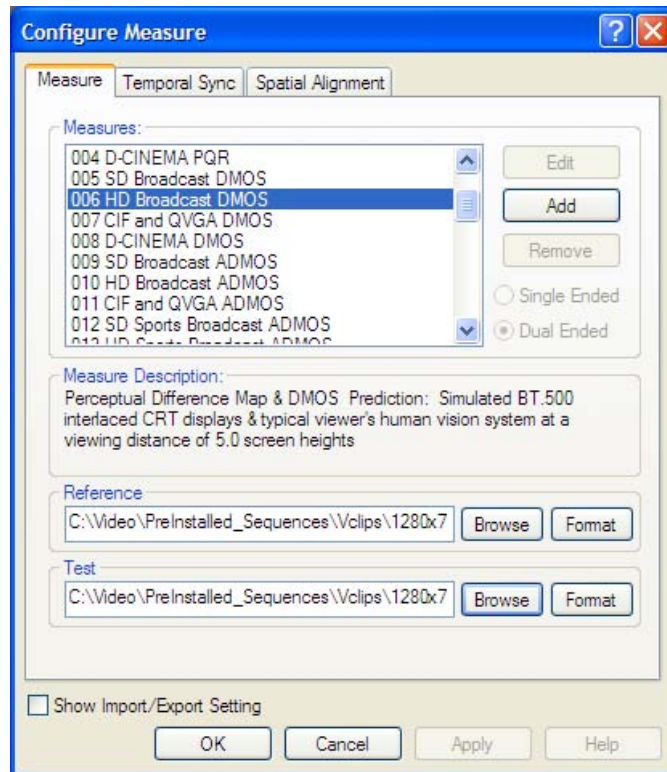 Configure Measure
Measure
Temporal Sync
Spatial Alignment
Measures:
004 D-CINEMA PQR
005 SD Broadcast DMOS
006 HD Broadcast DMOS
007 CIF and QVGA DMOS
008 D-CINEMA DMOS
009 SD Broadcast ADMOS
010 HD Broadcast ADMOS
011 CIF and QVGA ADMOS
012 SD Sports Broadcast ADMOS
013 HD Sports Broadcast ADMOS
Edit
Add
Remove
Single Ended
Dual Ended
Measure Description:
Perceptual Difference Map & DMOS Prediction: Simulated BT.500
interlaced CRT displays & typical viewer's human vision system at a
viewing distance of 5.0 screen heights
Reference
C:\Video\PreInstalled_Sequences\Vclips\1280x7
Browse
Format
Test
C:\Video\PreInstalled_Sequences\Vclips\1280x7
Browse
Format
Show Import/Export Setting
OK
Cancel
Apply
Help